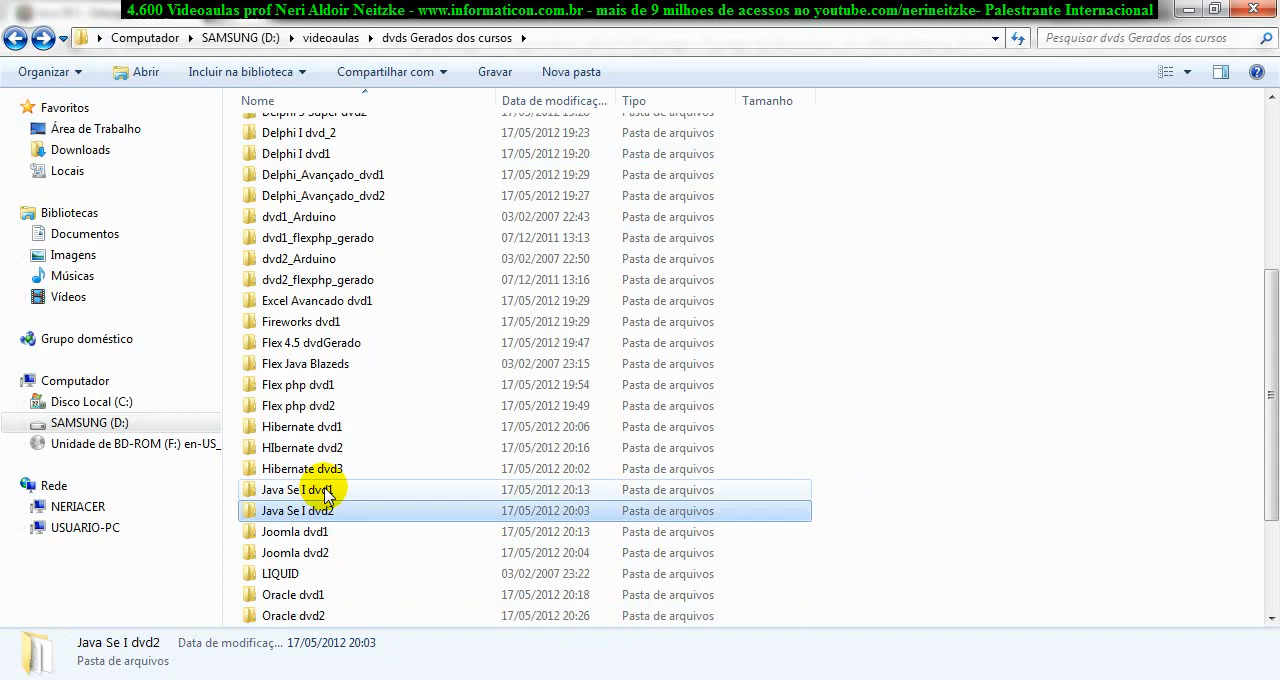 4.600 Videoaulas prof Neri Aldoir Neitzke - www.informaticon.com.br - mais de 9 milhoes de acessos no youtube.com/nerineitzke- Palestrante Internacional
Computador SAMSUNG (D:) videaulas dvds Gerados dos cursos
Pesquisar dvds Gerados dos cursos
Organizar Abrir Incluir na biblioteca Compartilhar com Gravar Nova pasta
Favoritos
Área de Trabalho
Downloads
Locais
Bibliotecas
Documentos
Imagens
Músicas
Vídeos
Grupo doméstico
Computador
Disco Local (C:)
SAMSUNG (D:)
Unidade de BD-ROM (F:) en-US_
Rede
NERIACER
USUARIO-PC
Nome Data de modificaç... Tipo Tamanho
Delphi I dvd_2 17/05/2012 19:23 Pasta de arquivos
Delphi I dvd1 17/05/2012 19:20 Pasta de arquivos
Delphi_Avançado_dvd1 17/05/2012 19:29 Pasta de arquivos
Delphi_Avançado_dvd2 17/05/2012 19:27 Pasta de arquivos
dvd1_Arduino 03/02/2007 22:43 Pasta de arquivos
dvd1_flexphp_gerado 07/12/2011 13:13 Pasta de arquivos
dvd2_Arduino 03/02/2007 22:50 Pasta de arquivos
dvd2_flexphp_gerado 07/12/2011 13:16 Pasta de arquivos
Excel Avancado dvd1 17/05/2012 19:29 Pasta de arquivos
Fireworks dvd1 17/05/2012 19:29 Pasta de arquivos
Flex 4.5 dvdGerado 17/05/2012 19:47 Pasta de arquivos
Flex Java Blazeds 03/02/2007 23:15 Pasta de arquivos
Flex php dvd1 17/05/2012 19:54 Pasta de arquivos
Flex php dvd2 17/05/2012 19:49 Pasta de arquivos
Hibernate dvd1 17/05/2012 20:06 Pasta de arquivos
HIbernate dvd2 17/05/2012 20:16 Pasta de arquivos
Hibernate dvd3 17/05/2012 20:02 Pasta de arquivos
Java Se I dvd1 17/05/2012 20:13 Pasta de arquivos
Java Se I dvd2 17/05/2012 20:03 Pasta de arquivos
Joomla dvd1 17/05/2012 20:13 Pasta de arquivos
Joomla dvd2 17/05/2012 20:04 Pasta de arquivos
LIQUID 03/02/2007 23:22 Pasta de arquivos
Oracle dvd1 17/05/2012 20:18 Pasta de arquivos
Oracle dvd2 17/05/2012 20:26 Pasta de arquivos
Java Se I dvd2 Data de modificaç... 17/05/2012 20:03
Pasta de arquivos